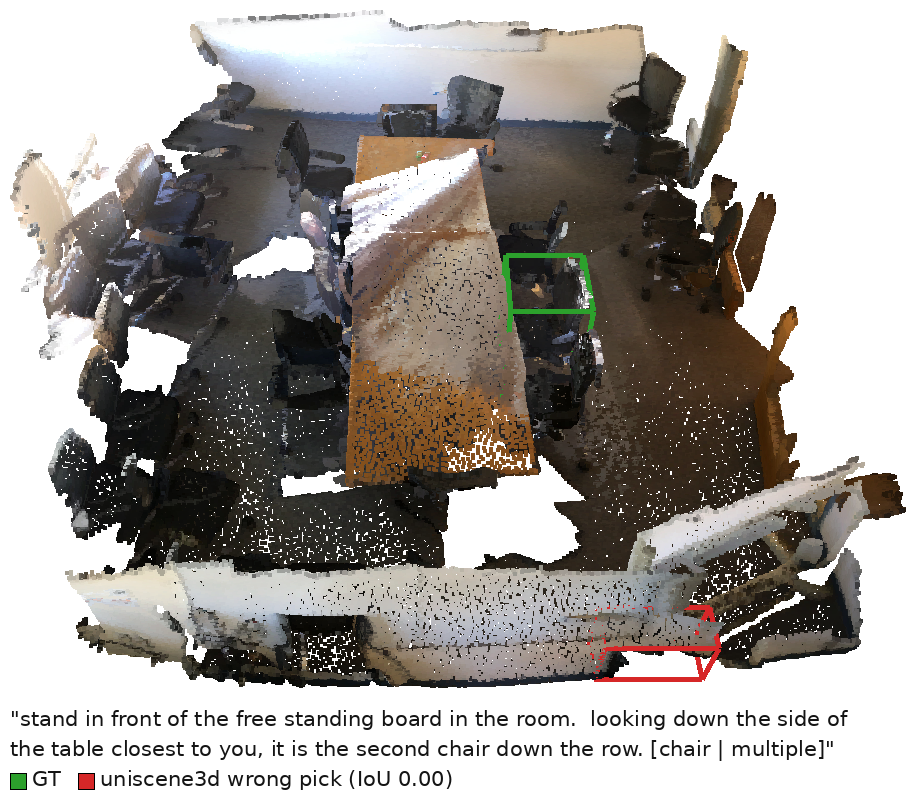 "stand in front of the free standing board in the room.  looking down the side of
the table closest to you, it is the second chair down the row. [chair | multiple]"
GT uniscene3d wrong pick (IoU 0.00)